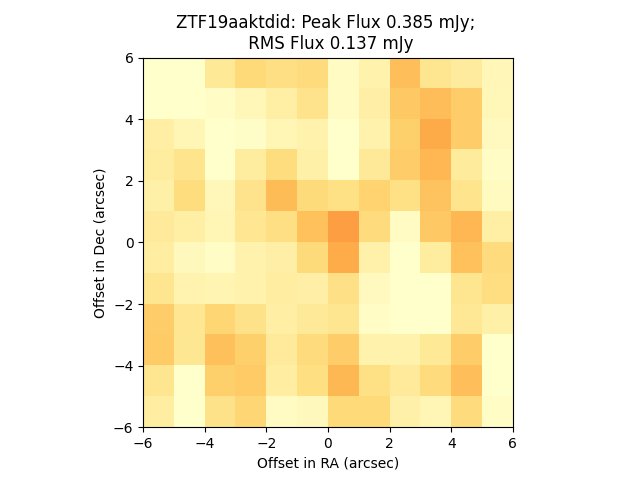 ZTF19aaktdid: Peak Flux 0.385 mJy;
RMS Flux 0.137 mJy
6
4
2
0
−2
−4
−6
Offset in Dec (arcsec)
−6 −4 −2 0 2 4 6
Offset in RA (arcsec)